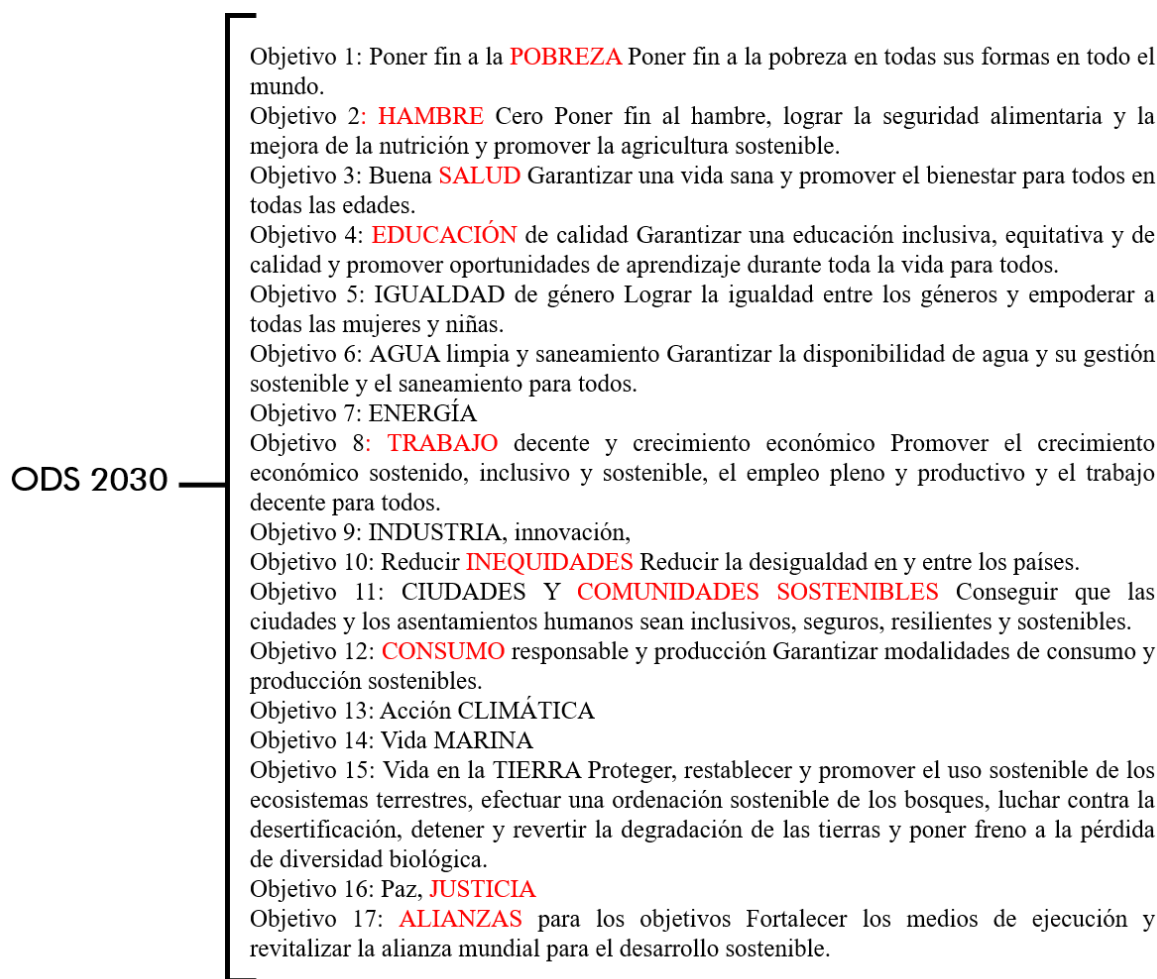 ODS 2030
Objetivo 1: Poner fin a la POBREZA Poner fin a la pobreza en todas sus formas en todo el
mundo.
Objetivo 2: HAMBRE Cero Poner fin al hambre, lograr la seguridad alimentaria y la
mejora de la nutrición y promover la agricultura sostenible.
Objetivo 3: Buena SALUD Garantizar una vida sana y promover el bienestar para todos en
todas las edades.
Objetivo 4: EDUCACIÓN de calidad Garantizar una educación inclusiva, equitativa y de
calidad y promover oportunidades de aprendizaje durante toda la vida para todos.
Objetivo 5: IGUALDAD de género Lograr la igualdad entre los géneros y empoderar a
todas las mujeres y niñas.
Objetivo 6: AGUA limpia y saneamiento Garantizar la disponibilidad de agua y su gestión
sostenible y el saneamiento para todos.
Objetivo 7: ENERGÍA
Objetivo 8: TRABAJO decente y crecimiento económico Promover el crecimiento
económico sostenido, inclusivo y sostenible, el empleo pleno y productivo y el trabajo
decente para todos.
Objetivo 9: INDUSTRIA, innovación,
Objetivo 10: Reducir INEQUIDADES Reducir la desigualdad en y entre los países.
Objetivo 11: CIUDADES Y COMUNIDADES SOSTENIBLES Conseguir que las
ciudades y los asentamientos humanos sean inclusivos, seguros, resilientes y sostenibles.
Objetivo 12: CONSUMO responsable y producción Garantizar modalidades de consumo y
producción sostenibles.
Objetivo 13: Acción CLIMÁTICA
Objetivo 14: Vida MARINA
Objetivo 15: Vida en la TIERRA Proteger, restablecer y promover el uso sostenible de los
ecosistemas terrestres, efectuar una ordenación sostenible de los bosques, luchar contra la
desertificación, detener y revertir la degradación de las tierras y poner freno a la pérdida
de diversidad biológica.
Objetivo 16: Paz, JUSTICIA
Objetivo 17: ALIANZAS para los objetivos Fortalecer los medios de ejecución y
revitalizar la alianza mundial para el desarrollo sostenible.